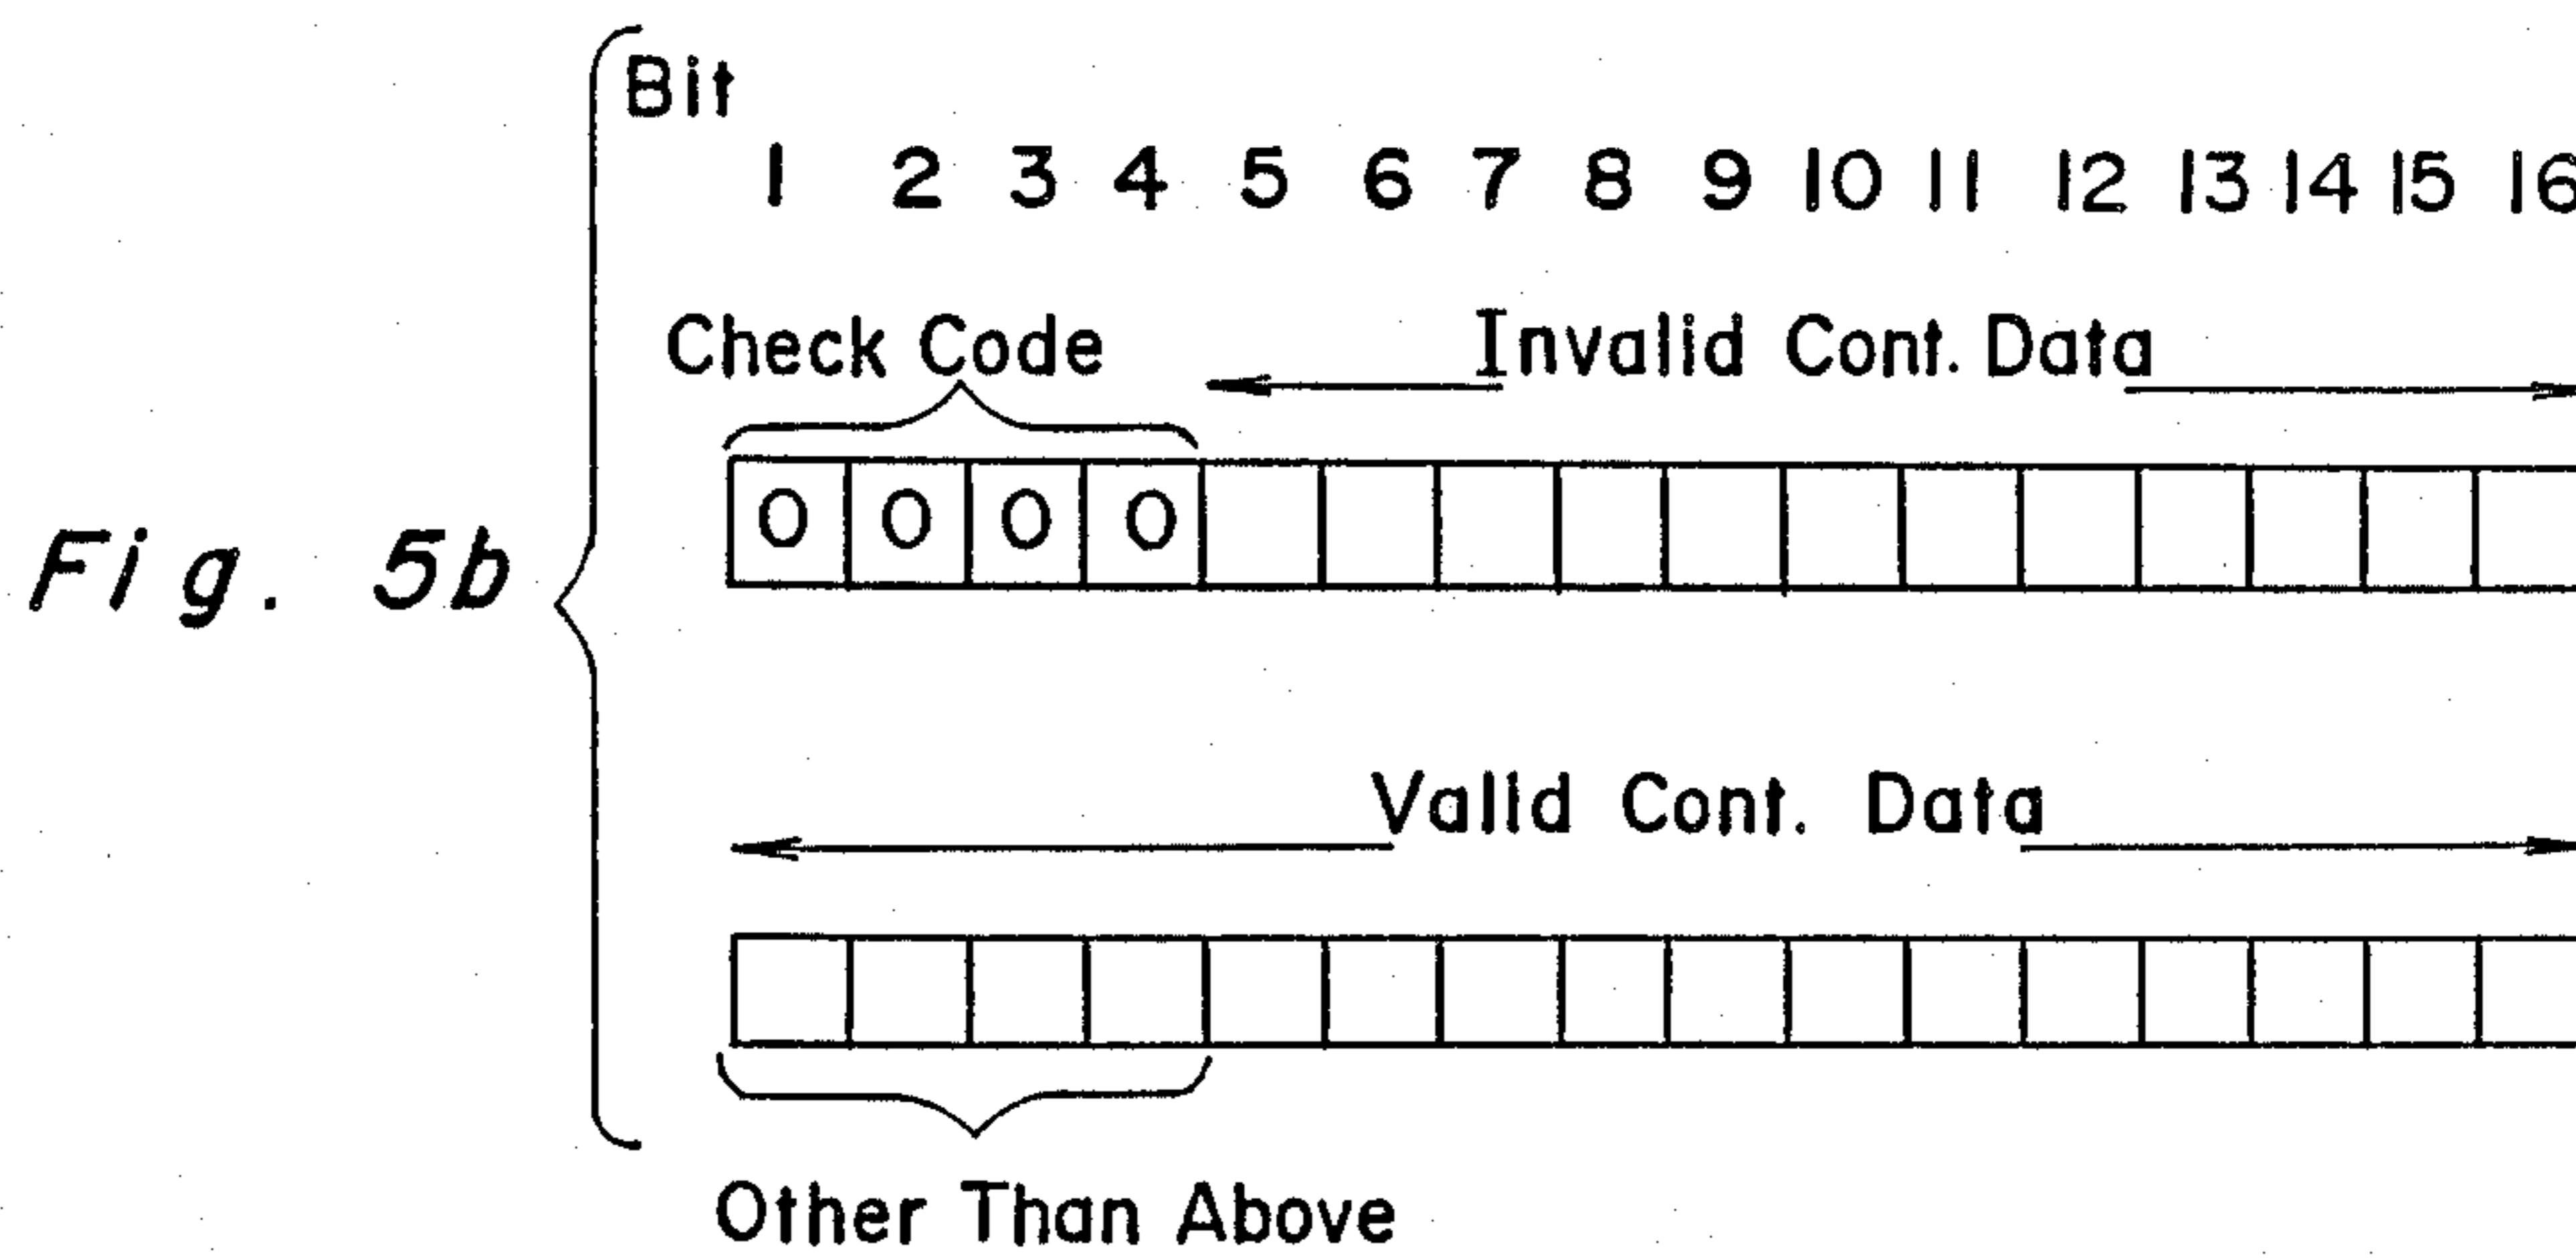 Bit
1 2 3 4 5 6 7 8 9 10 11 12 13 14 15 16
Check Code
Invalid Cont. Data
0 0 0 0
Fig. 5b
Valid Cont. Data
Other Than Above